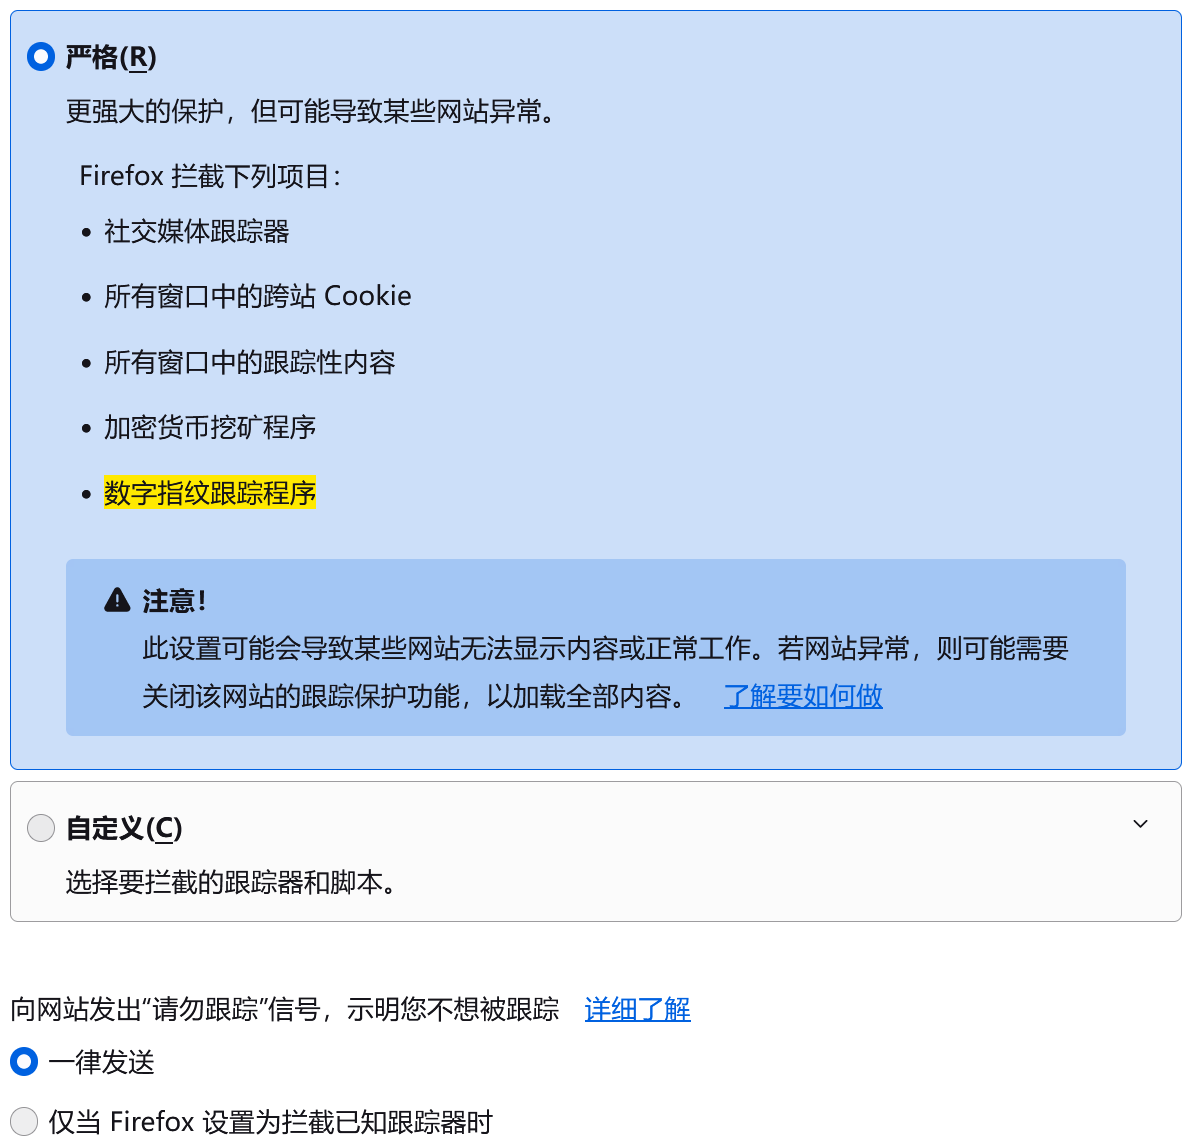 严格(R)
更强大的保护，但可能导致某些网站异常。
Firefox 拦截下列项目：
• 社交媒体跟踪器
• 所有窗口中的跨站 Cookie
• 所有窗口中的跟踪性内容
• 加密货币挖矿程序
• 数字指纹跟踪程序
注意！
此设置可能会导致某些网站无法显示内容或正常工作。若网站异常，则可能需要
关闭该网站的跟踪保护功能，以加载全部内容。 了解要如何做
自定义(C)
选择要拦截的跟踪器和脚本。
向网站发出“请勿跟踪”信号，示明您不想被跟踪 详细了解
一律发送
仅当 Firefox 设置为拦截已知跟踪器时